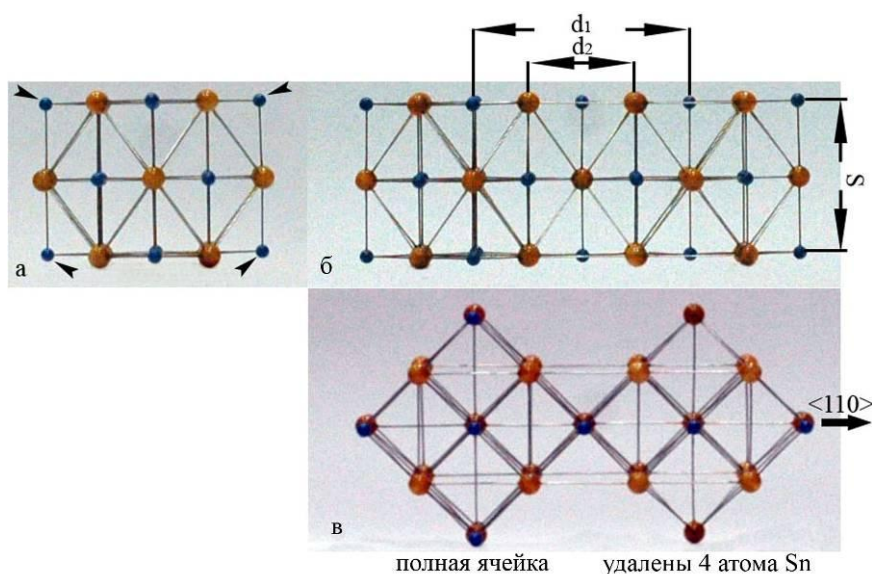 d₁
d₂
S
а
б
<110>
в
полная ячейка
удалены 4 атома Sn